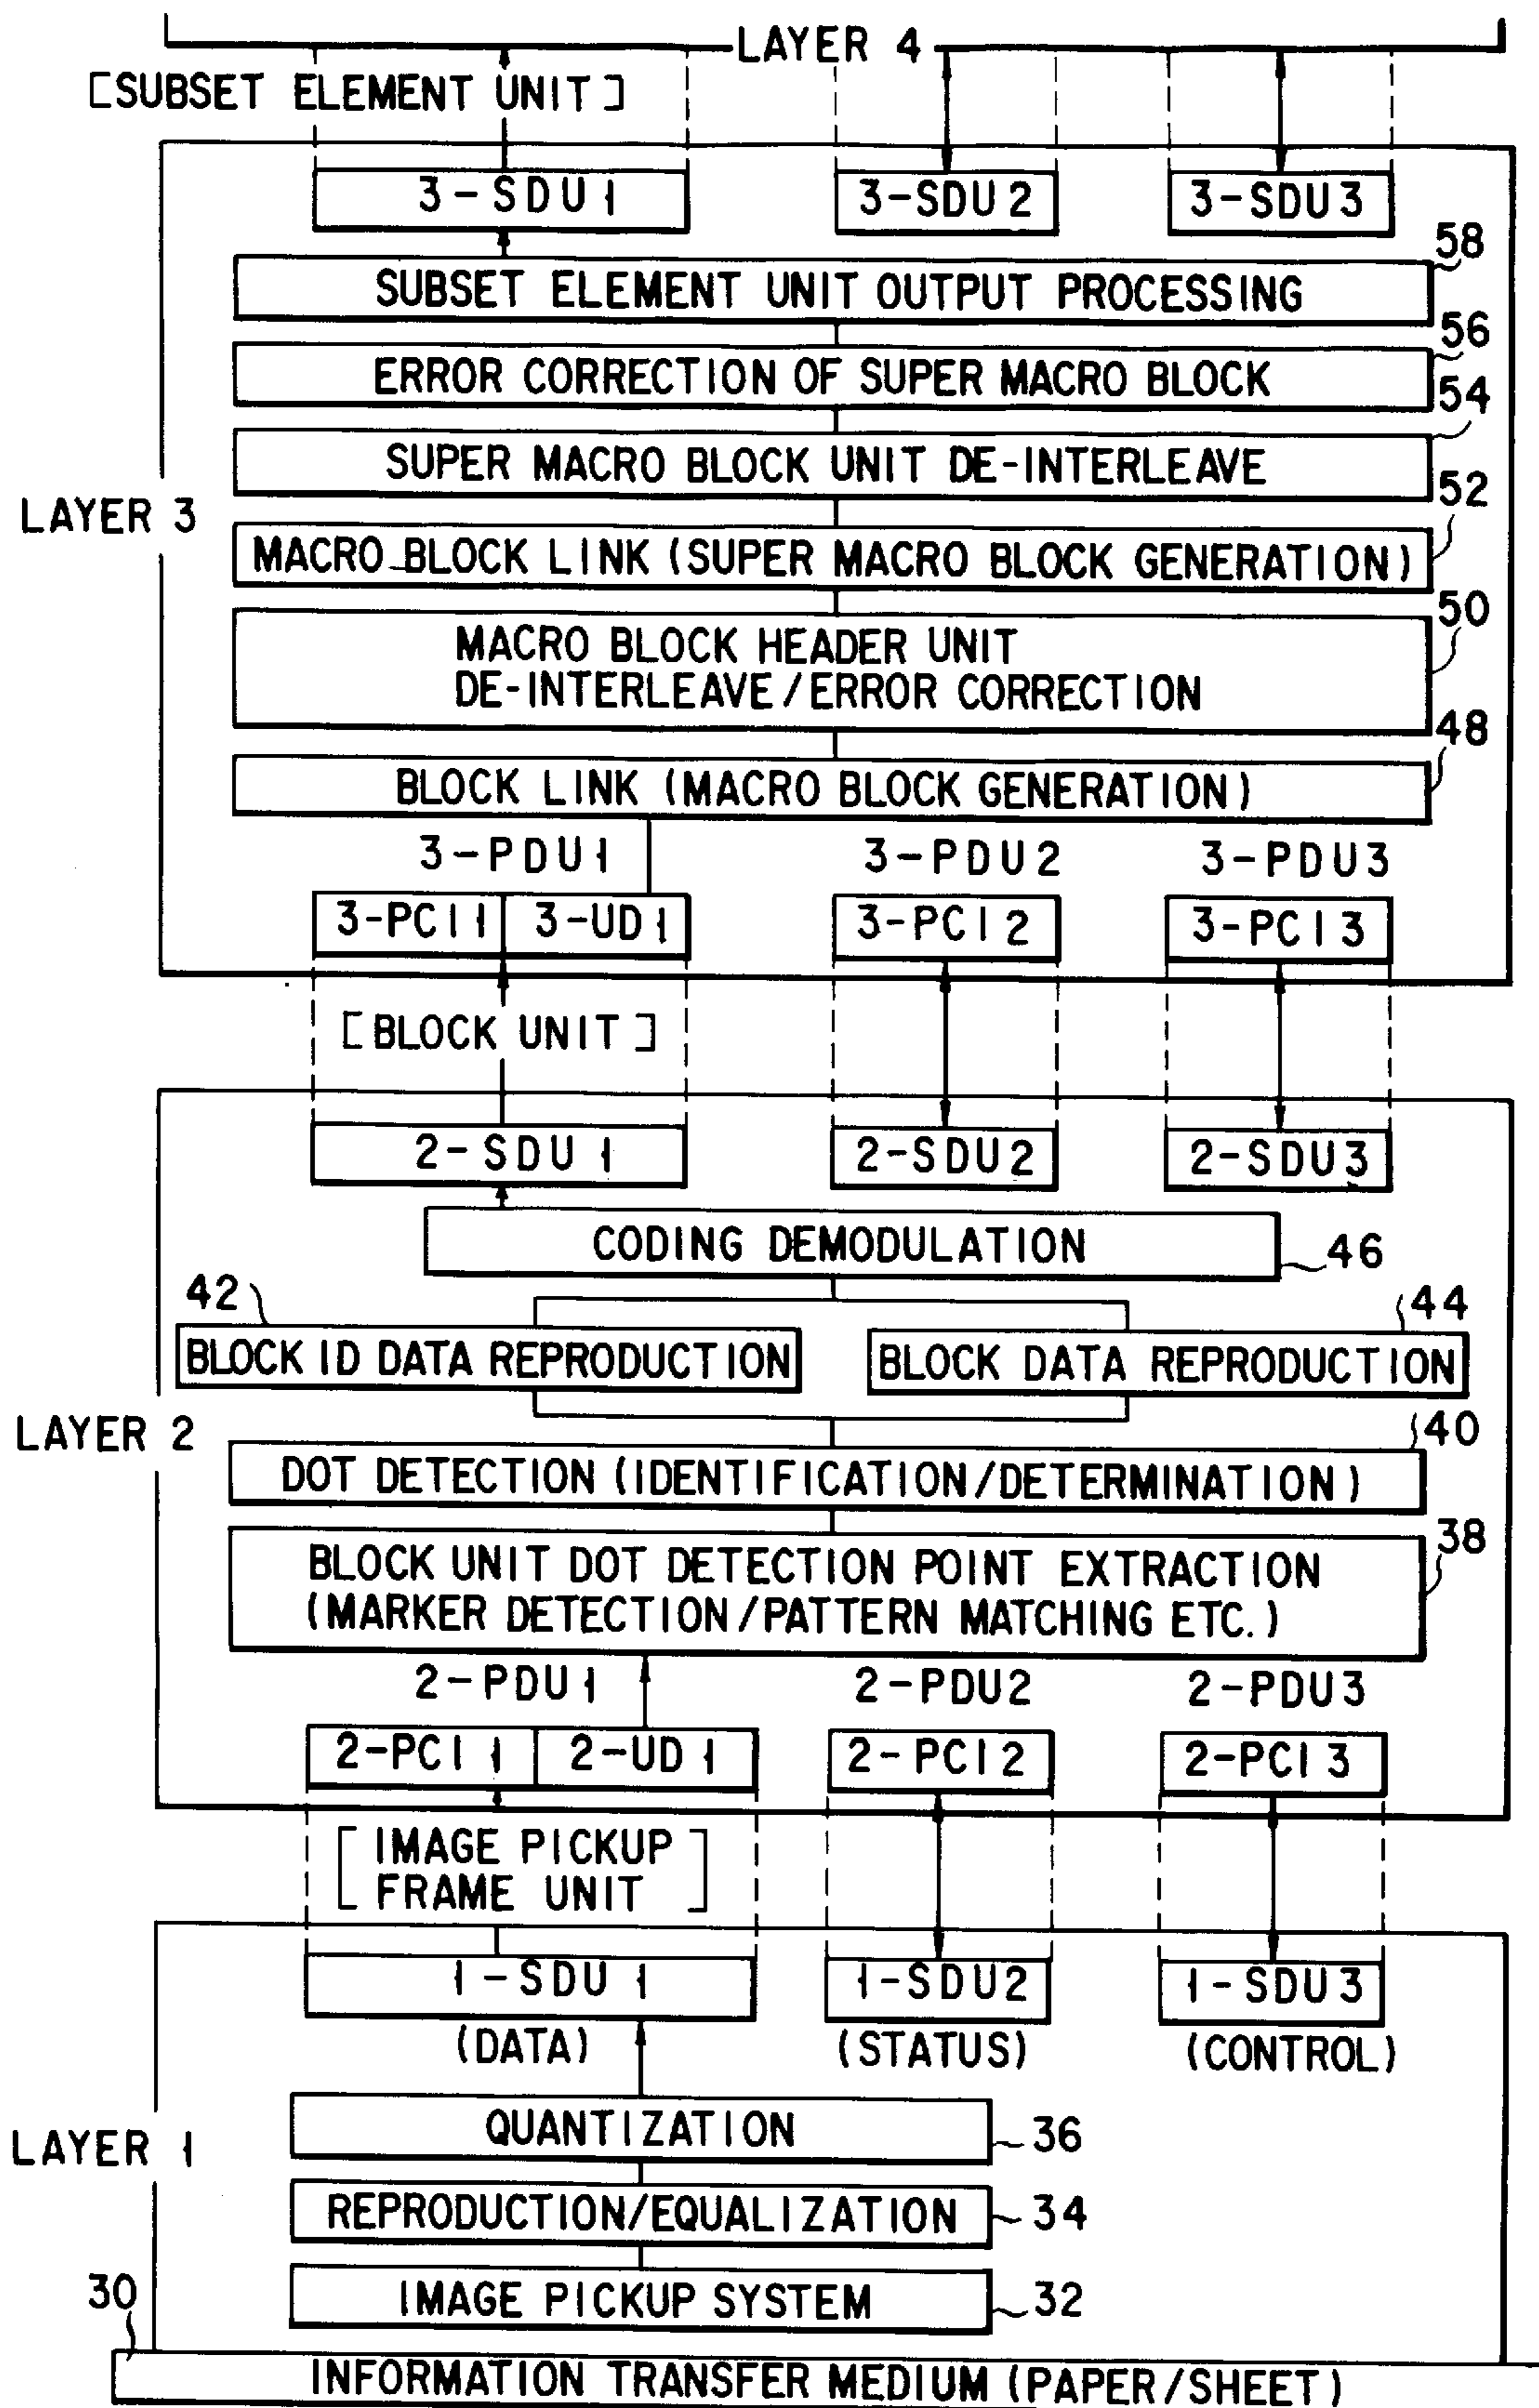 LAYER 4
[SUBSET ELEMENT UNIT]
3-SDU1 3-SDU2 3-SDU3
58
SUBSET ELEMENT UNIT OUTPUT PROCESSING
56
ERROR CORRECTION OF SUPER MACRO BLOCK
54
SUPER MACRO BLOCK UNIT DE-INTERLEAVE
52
LAYER 3
MACRO BLOCK LINK (SUPER MACRO BLOCK GENERATION)
50
MACRO BLOCK HEADER UNIT
DE-INTERLEAVE/ERROR CORRECTION
48
BLOCK LINK (MACRO BLOCK GENERATION)
3-PDU1 3-PDU2 3-PDU3
3-PCI1 3-UD1 3-PCI2 3-PCI3
[BLOCK UNIT]
2-SDU1 2-SDU2 2-SDU3
CODING DEMODULATION 46
42 44
BLOCK ID DATA REPRODUCTION BLOCK DATA REPRODUCTION
LAYER 2 40
DOT DETECTION (IDENTIFICATION/DETERMINATION)
38
BLOCK UNIT DOT DETECTION POINT EXTRACTION
(MARKER DETECTION/PATTERN MATCHING ETC.)
2-PDU1 2-PDU2 2-PDU3
2-PCI1 2-UD1 2-PCI2 2-PCI3
[IMAGE PICKUP
FRAME UNIT]
1-SDU1 1-SDU2 1-SDU3
(DATA) (STATUS) (CONTROL)
QUANTIZATION 36
LAYER 1
REPRODUCTION/EQUALIZATION 34
30
IMAGE PICKUP SYSTEM 32
INFORMATION TRANSFER MEDIUM (PAPER/SHEET)